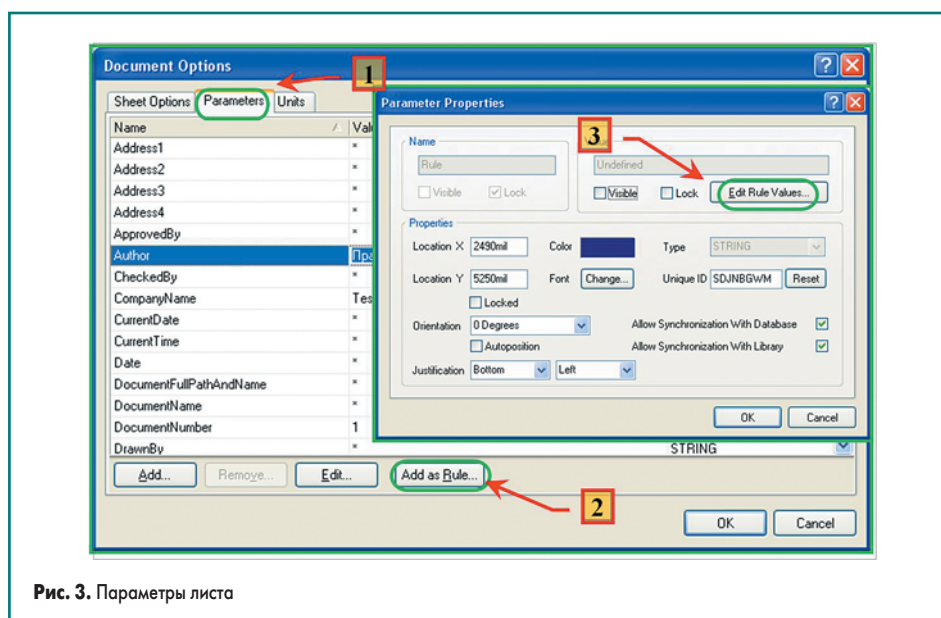 Document Options
1
Sheet Options Parameters Units
Name
Address1 *
Address2 *
Address3 *
Address4 *
ApprovedBy *
Author
CheckedBy *
CompanyName
CurrentDate *
CurrentTime *
Date *
DocumentFullPathAndName *
DocumentName *
DocumentNumber 1
DrawnBy * STRING
Add... Remove... Edit... Add as Rule...
2
OK Cancel
Parameter Properties
Name
3
Rule Undefined
Visible Lock Visible Lock Edit Rule Values...
Properties
Location X 2490mil Color Type STRING
Location Y 5250mil Font Change... Unique ID SDJNBGWM Reset
Locked
Orientation 0 Degrees Allow Synchronization With Database
Autoposition Allow Synchronization With Library
Justification Bottom Left
OK Cancel
Рис. 3. Параметры листа